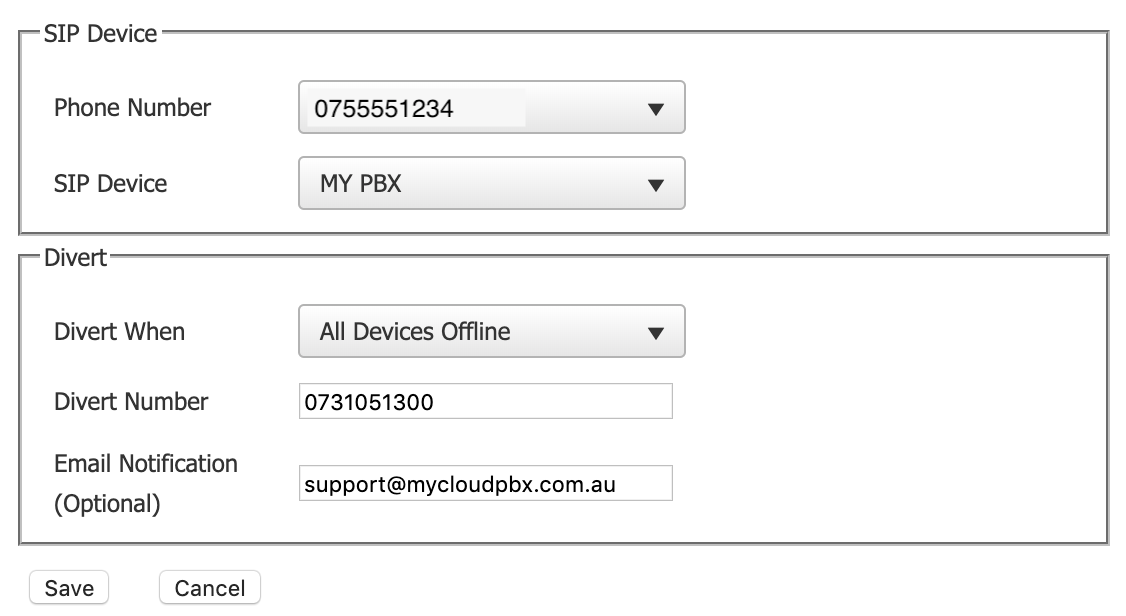 SIP Device
Phone Number 0755551234
SIP Device MY PBX
Divert
Divert When All Devices Offline
Divert Number 0731051300
Email Notification
(Optional) support@mycloudpbx.com.au
Save Cancel